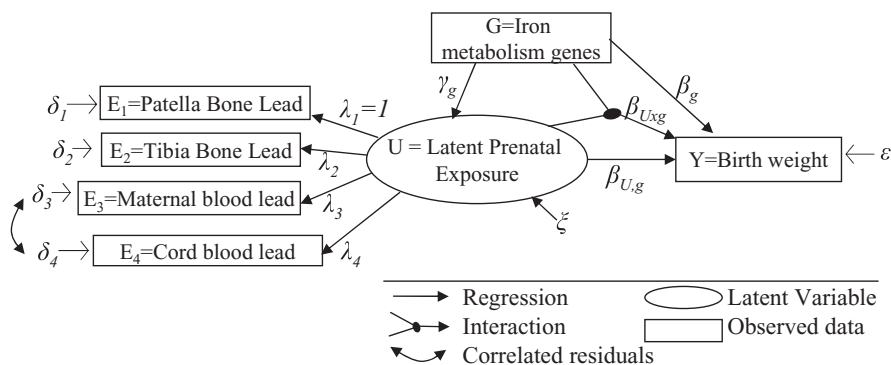 G=Iron
metabolism genes
γg
βg
δ1
E1=Patella Bone Lead
λ1=1
βUxg
δ2
E2=Tibia Bone Lead
λ2
U = Latent Prenatal
Exposure
Y=Birth weight
ε
βU,g
δ3
E3=Maternal blood lead
λ3
ξ
δ4
E4=Cord blood lead
λ4
Regression
Latent Variable
Interaction
Observed data
Correlated residuals